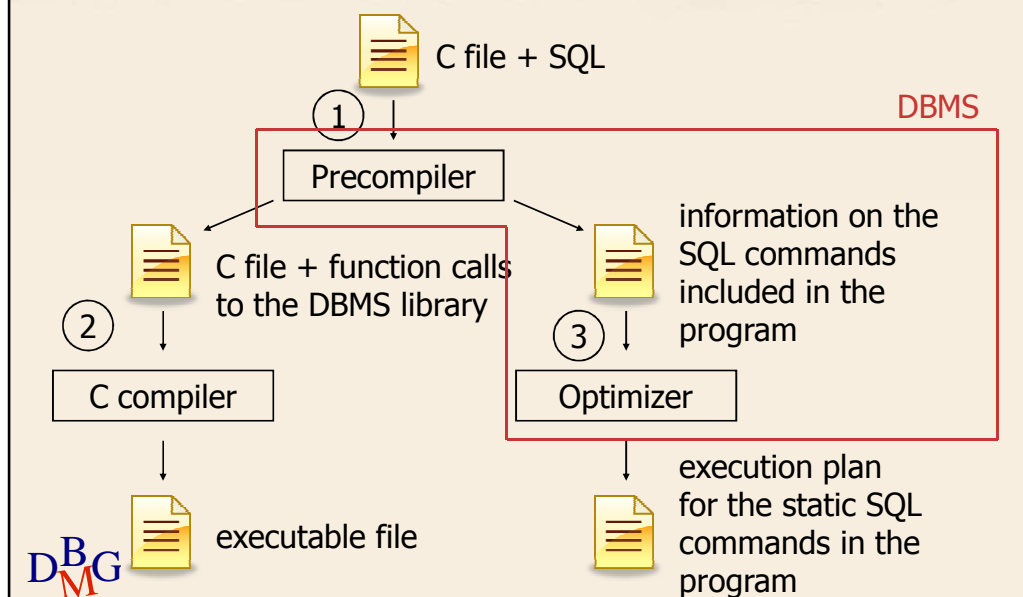 C file + SQL
DBMS
1
Precompiler
information on the
SQL commands
included in the
program
C file + function calls
to the DBMS library
2
3
C compiler
Optimizer
execution plan
for the static SQL
commands in the
program
executable file
DBMG